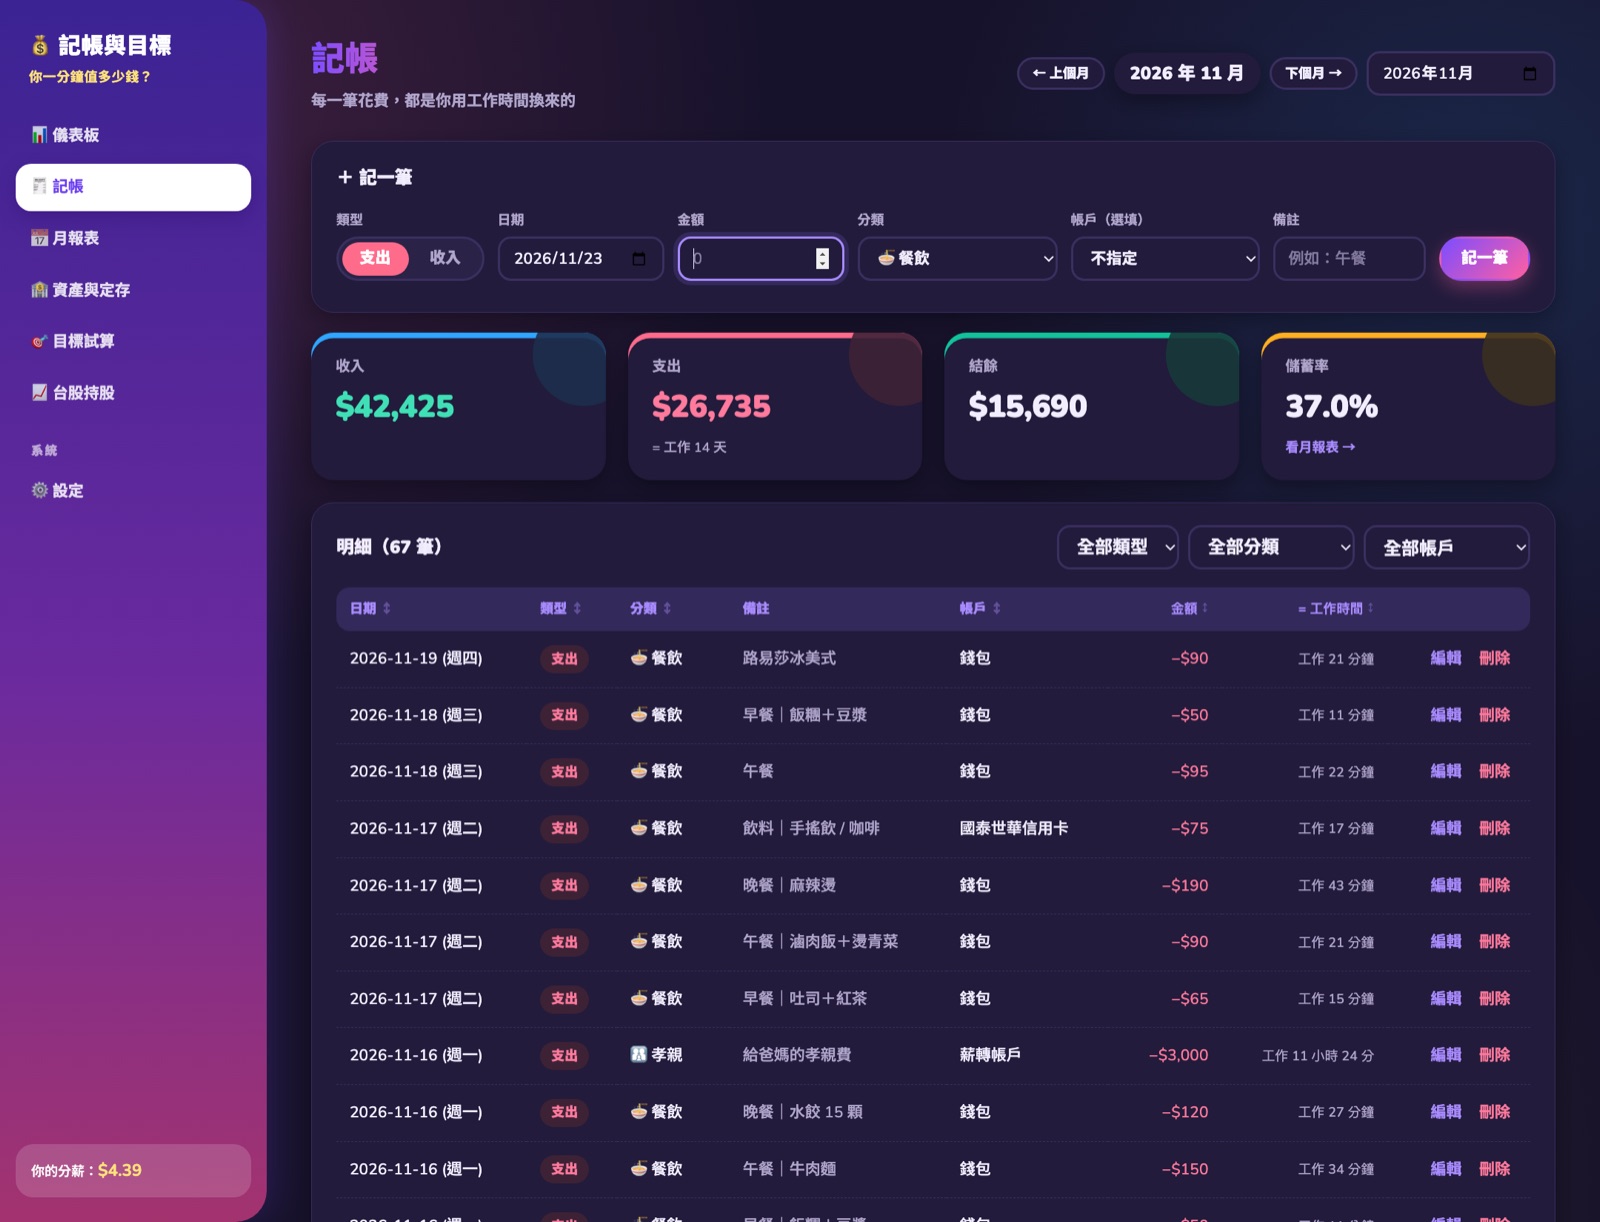 記帳與目標
你一分鐘值多少錢？
儀表板
記帳
月報表
資產與定存
目標試算
台股持股
系統
設定
你的分薪：$4.39
記帳
每一筆花費，都是你用工作時間換來的
← 上個月
2026 年 11 月
下個月 →
2026年11月
＋ 記一筆
類型 日期 金額 分類 帳戶（選填） 備註
支出 收入 2026/11/23 0 餐飲 不指定 例如：午餐 記一筆
收入
$42,425
支出
$26,735
= 工作 14 天
結餘
$15,690
儲蓄率
37.0%
看月報表 →
明細（67 筆） 全部類型 全部分類 全部帳戶
日期 ↕ 類型 ↕ 分類 ↕ 備註 帳戶 ↕ 金額 ↕ = 工作時間 ↕
2026-11-19 (週四) 支出 餐飲 路易莎冰美式 錢包 −$90 工作 21 分鐘 編輯 刪除
2026-11-18 (週三) 支出 餐飲 早餐｜飯糰＋豆漿 錢包 −$50 工作 11 分鐘 編輯 刪除
2026-11-18 (週三) 支出 餐飲 午餐 錢包 −$95 工作 22 分鐘 編輯 刪除
2026-11-17 (週二) 支出 餐飲 飲料｜手搖飲 / 咖啡 國泰世華信用卡 −$75 工作 17 分鐘 編輯 刪除
2026-11-17 (週二) 支出 餐飲 晚餐｜麻辣燙 錢包 −$190 工作 43 分鐘 編輯 刪除
2026-11-17 (週二) 支出 餐飲 午餐｜滷肉飯＋燙青菜 錢包 −$90 工作 21 分鐘 編輯 刪除
2026-11-17 (週二) 支出 餐飲 早餐｜吐司＋紅茶 錢包 −$65 工作 15 分鐘 編輯 刪除
2026-11-16 (週一) 支出 孝親 給爸媽的孝親費 薪轉帳戶 −$3,000 工作 11 小時 24 分 編輯 刪除
2026-11-16 (週一) 支出 餐飲 晚餐｜水餃 15 顆 錢包 −$120 工作 27 分鐘 編輯 刪除
2026-11-16 (週一) 支出 餐飲 午餐｜牛肉麵 錢包 −$150 工作 34 分鐘 編輯 刪除